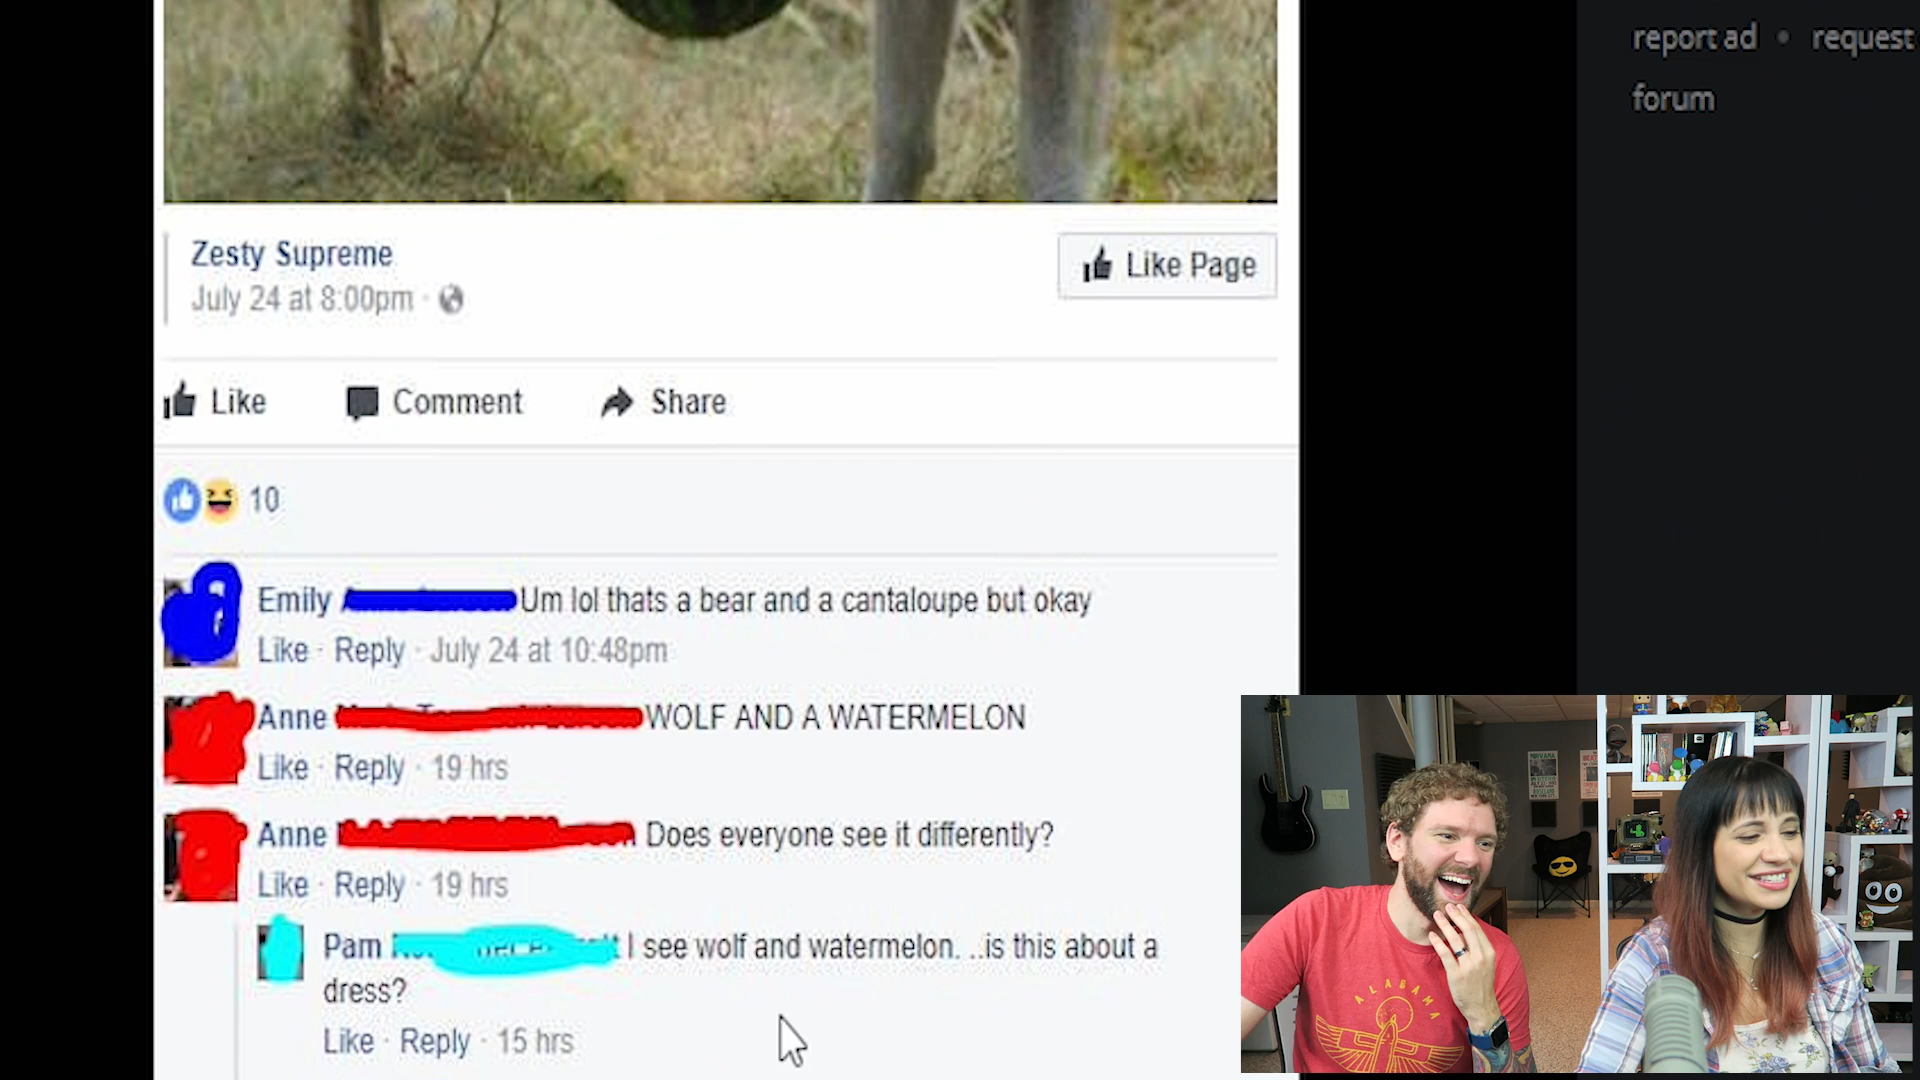 report ad • request
forum
Zesty Supreme
July 24 at 8:00pm ·
Like Page
Like Comment Share
10
Emily Um lol thats a bear and a cantaloupe but okay
Like · Reply · July 24 at 10:48pm
Anne WOLF AND A WATERMELON
Like · Reply · 19 hrs
Anne Does everyone see it differently?
Like · Reply · 19 hrs
Pam I see wolf and watermelon. ..is this about a
dress?
Like · Reply · 15 hrs
NIRVANA
ALABAMA